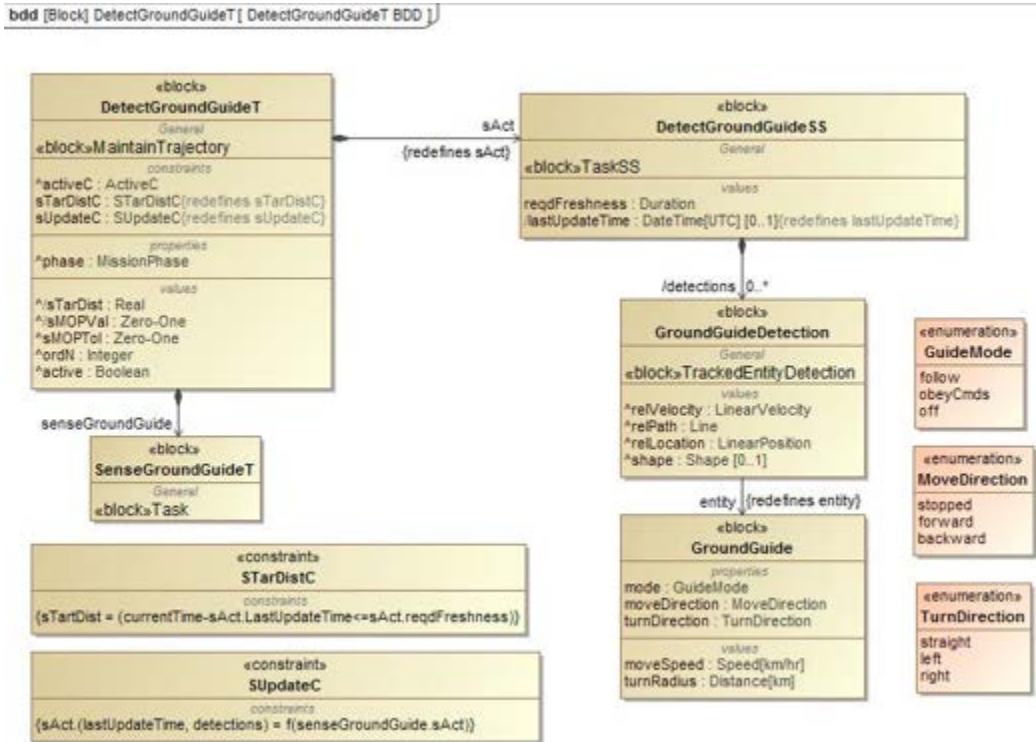 bdd [Block] DetectGroundGuideT [ DetectGroundGuideT BDD ]
«block»
DetectGroundGuideT
General
«block»MaintainTrajectory
constraints
^activeC : ActiveC
sTarDistC : STarDistC{redefines sTarDistC}
sUpdateC : SUpdateC{redefines sUpdateC}
properties
^phase : MissionPhase
values
^/sTarDist : Real
^/sMOPVal : Zero-One
^sMOPTol : Zero-One
^ordN : Integer
^active : Boolean
sAct
{redefines sAct}
«block»
DetectGroundGuideSS
General
«block»TaskSS
values
reqdFreshness : Duration
/lastUpdateTime : DateTime[UTC] [0..1]{redefines lastUpdateTime}
/detections 0..*
«block»
GroundGuideDetection
General
«block»TrackedEntityDetection
values
^relVelocity : LinearVelocity
^relPath : Line
^relLocation : LinearPosition
^shape : Shape [0..1]
senseGroundGuide
«block»
SenseGroundGuideT
General
«block»Task
entity {redefines entity}
«block»
GroundGuide
properties
mode : GuideMode
moveDirection : MoveDirection
turnDirection : TurnDirection
values
moveSpeed : Speed[km/hr]
turnRadius : Distance[km]
«enumeration»
GuideMode
follow
obeyCmds
off
«enumeration»
MoveDirection
stopped
forward
backward
«enumeration»
TurnDirection
straight
left
right
«constraint»
STarDistC
constraints
{sTartDist = (currentTime-sAct.LastUpdateTime<=sAct.reqdFreshness)}
«constraint»
SUpdateC
constraints
{sAct.(lastUpdateTime, detections) = f(senseGroundGuide.sAct)}